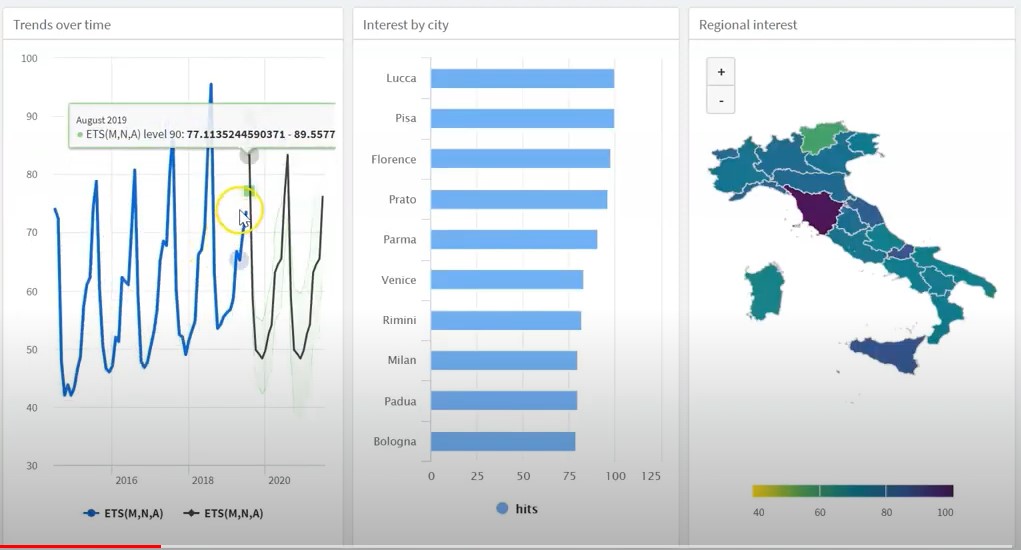 Trends over time
100
90
80
70
60
50
40
30
August 2019
ETS(M,N,A) level 90: 77.1135244590371 - 89.5577
2016
2018
2020
ETS(M,N,A)
ETS(M,N,A)
Interest by city
Lucca
Pisa
Florence
Prato
Parma
Venice
Rimini
Milan
Padua
Bologna
0
25
50
75
100
125
hits
Regional interest
+
-
40
60
80
100